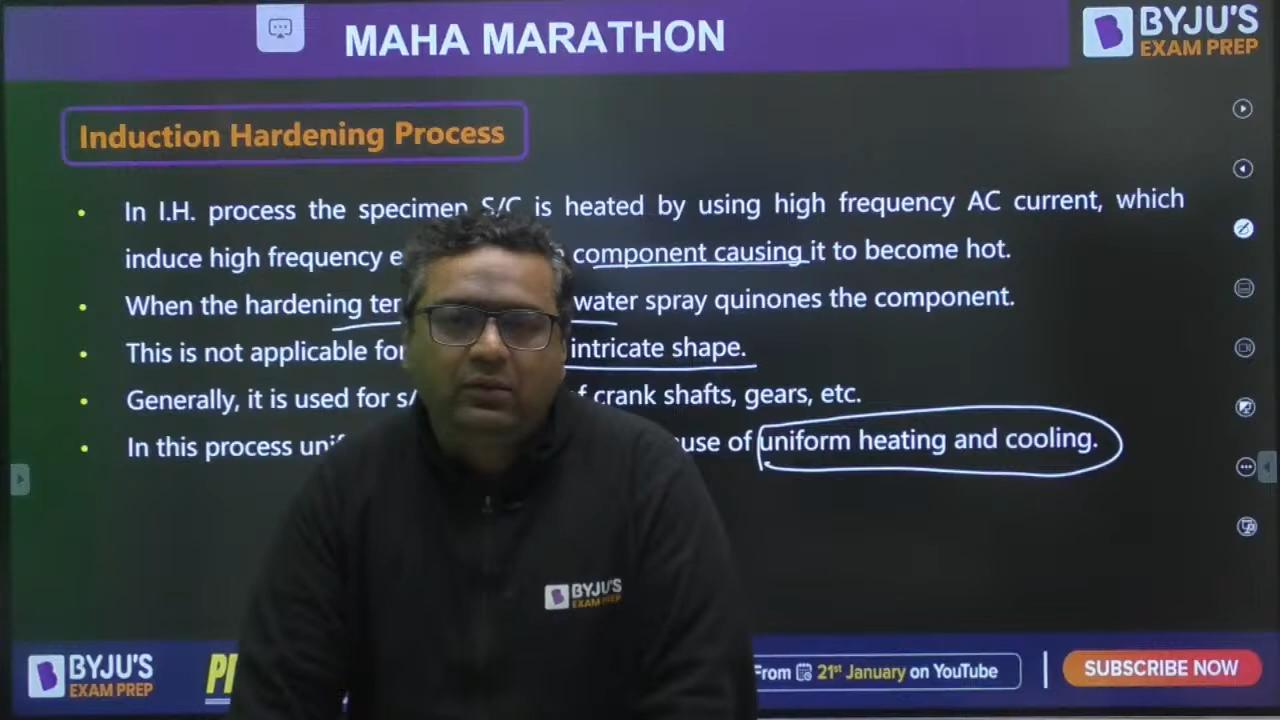 MAHA MARATHON
BYJU'S
EXAM PREP
Induction Hardening Process
In I.H. process the specimen S/C is heated by using high frequency AC current, which
induce high frequency component causing it to become hot.
When the hardening water spray quinones the component.
This is not applicable for intricate shape.
Generally, it is used for crank shafts, gears, etc.
In this process of uniform heating and cooling.
BYJU'S
EXAM PREP
BYJU'S
EXAM PREP
From 21st January on YouTube
SUBSCRIBE NOW